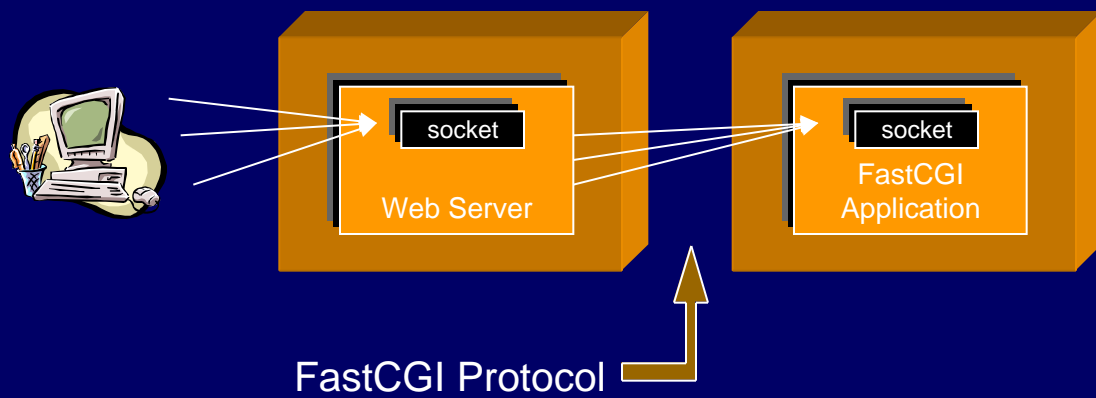 socket
Web Server
socket
FastCGI
Application
FastCGI Protocol